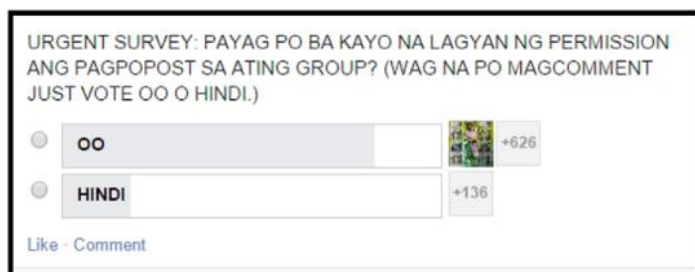 URGENT SURVEY: PAYAG PO BA KAYO NA LAGYAN NG PERMISSION
ANG PAGPOPOST SA ATING GROUP? (WAG NA PO MAGCOMMENT
JUST VOTE OO O HINDI.)
OO +626
HINDI +136
Like · Comment